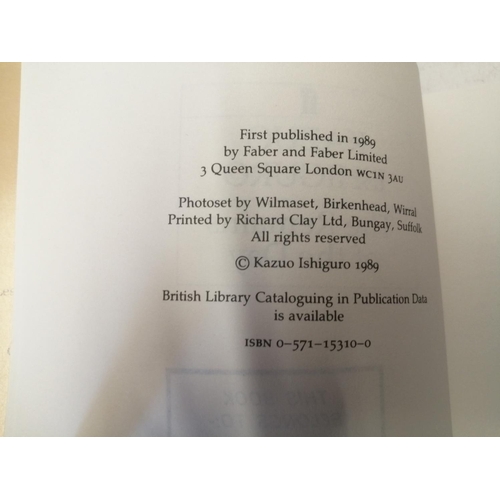 First published in 1989
by Faber and Faber Limited
3 Queen Square London WC1N 3AU
Photoset by Wilmaset, Birkenhead, Wirral
Printed by Richard Clay Ltd, Bungay, Suffolk
All rights reserved
© Kazuo Ishiguro 1989
British Library Cataloguing in Publication Data
is available
ISBN 0–571–15310–0